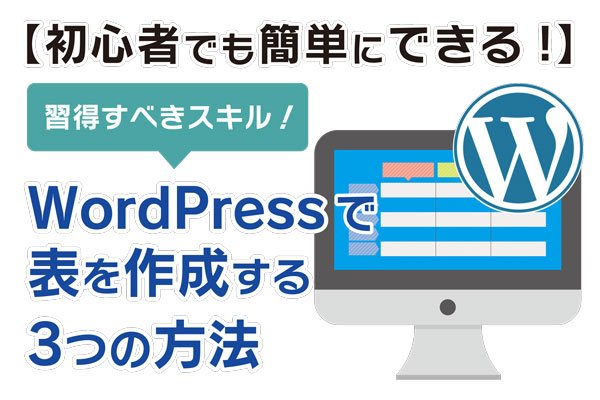 【初心者でも簡単にできる！】
習得すべきスキル！
WordPressで
表を作成する
3つの方法
W